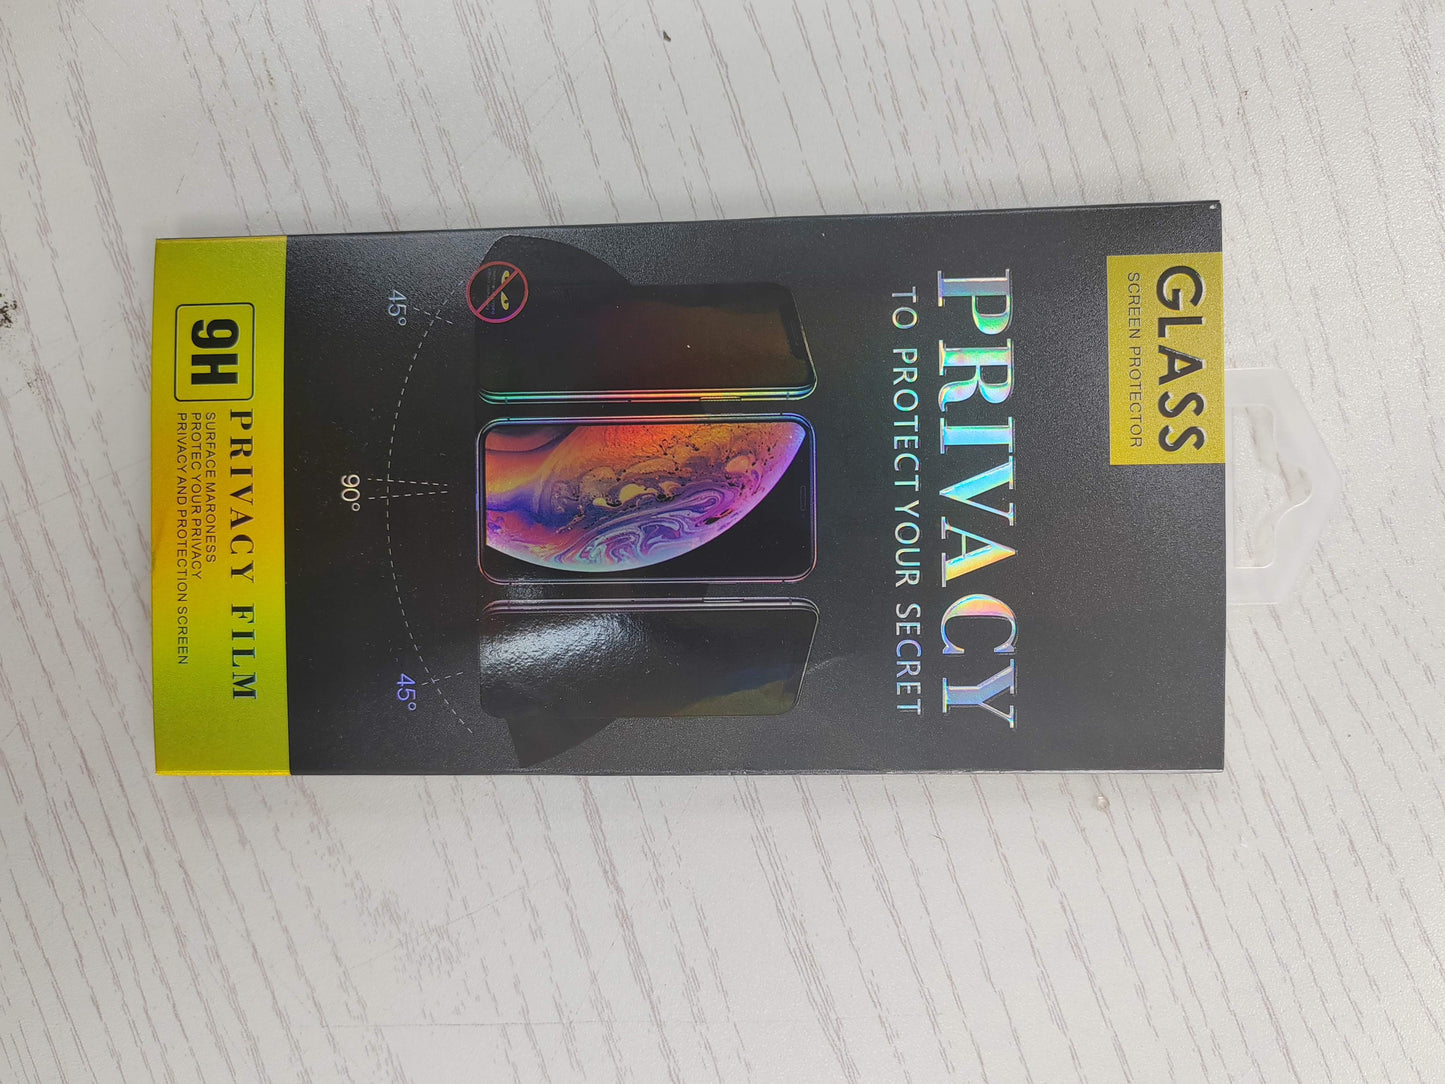 GLASS
SCREEN PROTECTOR
PRIVACY
TO PROTECT YOUR SECRET
45°
90°
45°
9H
PRIVACY FILM
SURFACE MARONESS
PROTEC YOUR PRIVACY
PRIVACY AND PROTECTION SCREEN